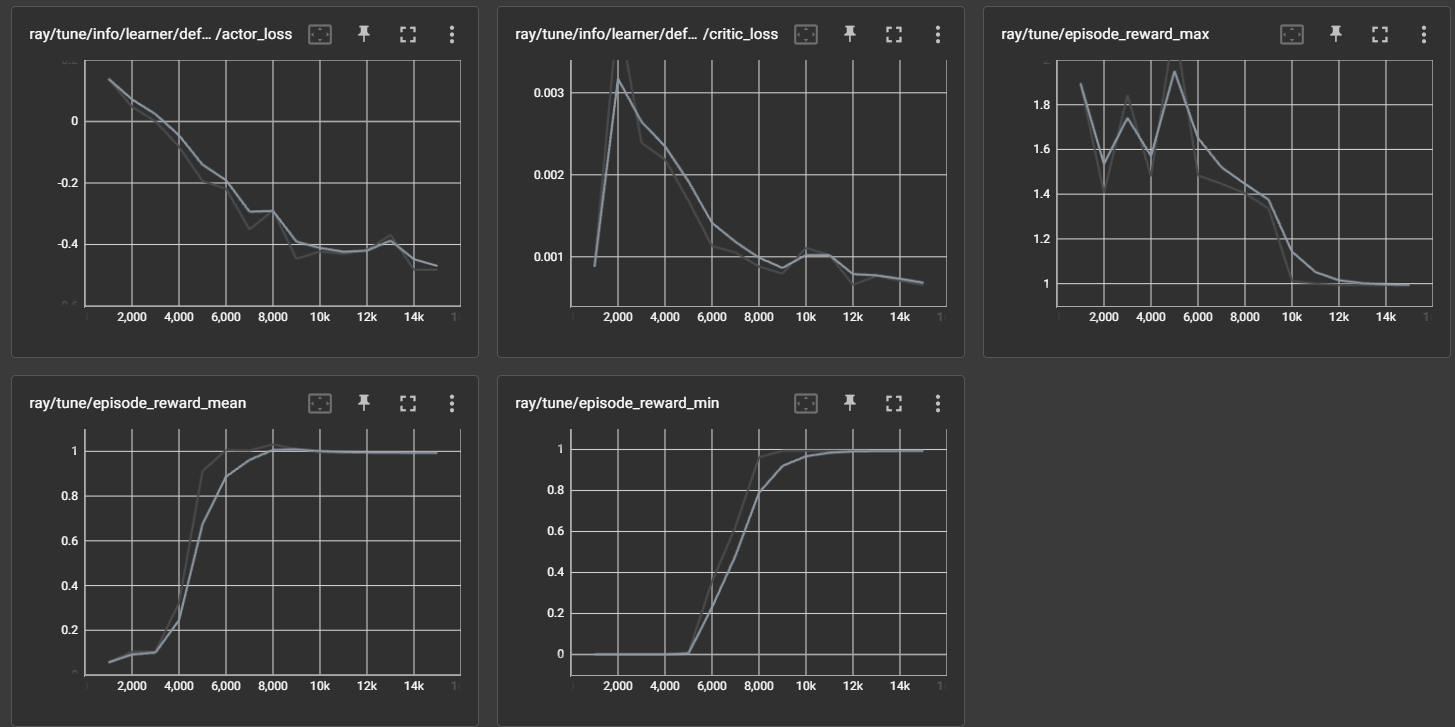 ray/tune/info/learner/def... /actor_loss
0
-0.2
-0.4
2,000 4,000 6,000 8,000 10k 12k 14k
ray/tune/info/learner/def... /critic_loss
0.003
0.002
0.001
2,000 4,000 6,000 8,000 10k 12k 14k
ray/tune/episode_reward_max
1.8
1.6
1.4
1.2
1
2,000 4,000 6,000 8,000 10k 12k 14k
ray/tune/episode_reward_mean
1
0.8
0.6
0.4
0.2
2,000 4,000 6,000 8,000 10k 12k 14k
ray/tune/episode_reward_min
1
0.8
0.6
0.4
0.2
0
2,000 4,000 6,000 8,000 10k 12k 14k